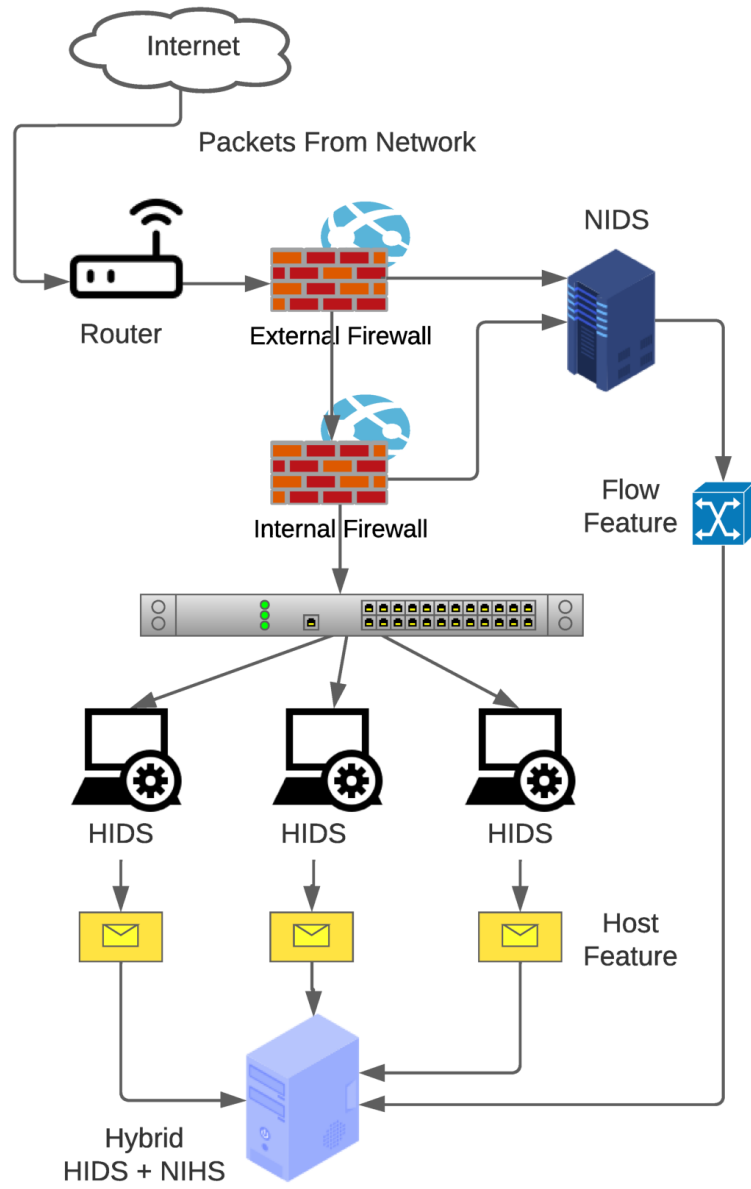 Internet
Packets From Network
NIDS
Router
External Firewall
Flow
Feature
Internal Firewall
HIDS
HIDS
HIDS
Host
Feature
Hybrid
HIDS + NIHS